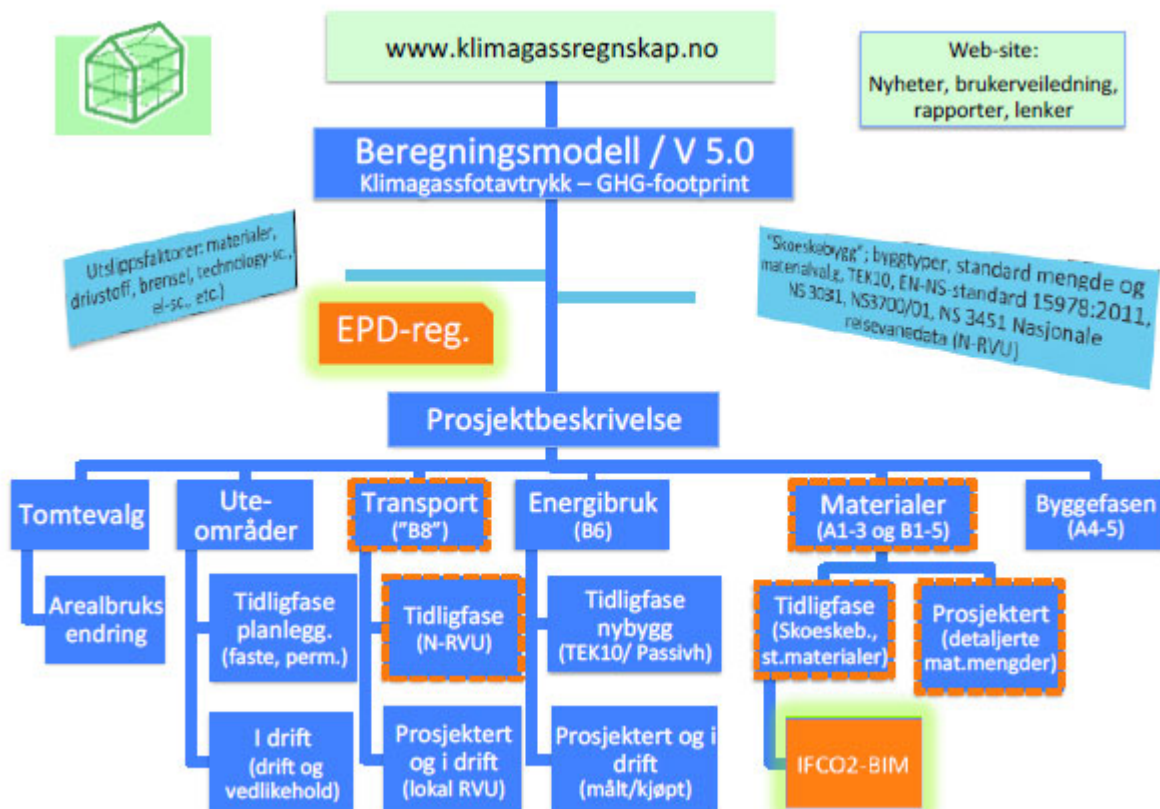 www.klimagassregnskap.no
Web-site:
Nyheter, brukerveiledning,
rapporter, lenker
Beregningsmodell / V 5.0
Klimagassfotavtrykk – GHG-footprint
Utslippsfaktorer: materialer,
drivstoff, brensel, technology-sc.,
el-sc., etc.)
"Skoeskebygg"; byggtyper, standard mengde og
materialvalg, TEK10, EN-NS-standard 15978:2011,
NS 3031, NS3700/01, NS 3451 Nasjonale
reisevanedata (N-RVU)
EPD-reg.
Prosjektbeskrivelse
Tomtevalg
Arealbruks
endring
Ute-
områder
Tidligfase
planlegg.
(faste, perm.)
I drift
(drift og
vedlikehold)
Transport
("B8")
Tidligfase
(N-RVU)
Prosjektert
og i drift
(lokal RVU)
Energibruk
(B6)
Tidligfase
nybygg
(TEK10/ Passivh)
Prosjektert og i
drift
(målt/kjøpt)
Materialer
(A1-3 og B1-5)
Tidligfase
(Skoeskeb.,
st.materialer)
IFCO2-BIM
Prosjektert
(detaljerte
mat.mengder)
Byggefasen
(A4-5)